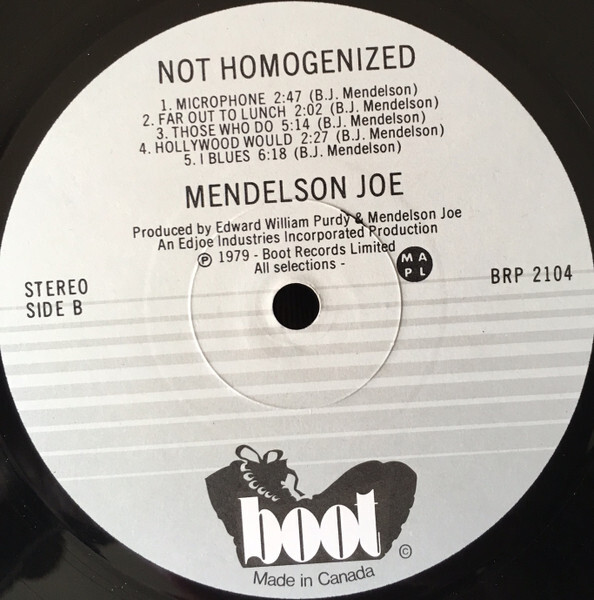 NOT HOMOGENIZED
1. MICROPHONE 2:47 (B.J. Mendelson)
2. FAR OUT TO LUNCH 2:02 (B.J. Mendelson)
3. THOSE WHO DO 5:14 (B.J. Mendelson)
4. HOLLYWOOD WOULD 2:27 (B.J. Mendelson)
5. I BLUES 6:18 (B.J. Mendelson)
MENDELSON JOE
Produced by Edward William Purdy & Mendelson Joe
An Edjoe Industries Incorporated Production
℗ 1979 - Boot Records Limited
All selections -
M A
P L
STEREO
SIDE B
BRP 2104
boot ©
Made in Canada